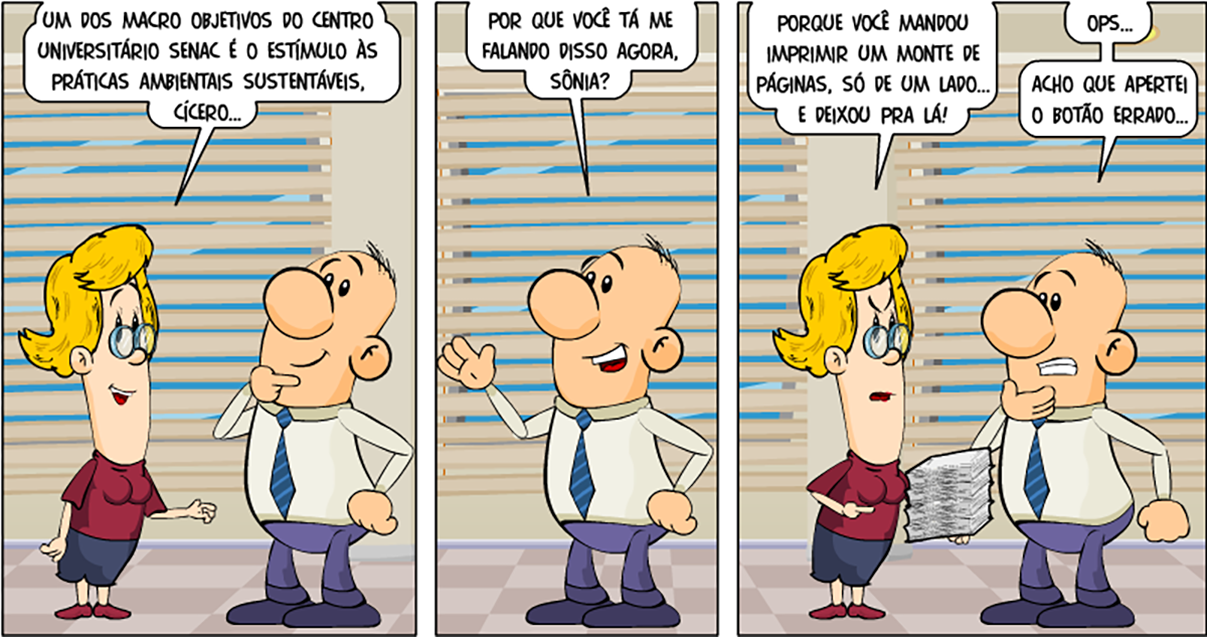 UM DOS MACRO OBJETIVOS DO CENTRO
UNIVERSITÁRIO SENAC É O ESTÍMULO ÀS
PRÁTICAS AMBIENTAIS SUSTENTÁVEIS,
CÍCERO...
POR QUE VOCÊ TÁ ME
FALANDO DISSO AGORA,
SÔNIA?
PORQUE VOCÊ MANDOU
IMPRIMIR UM MONTE DE
PÁGINAS, SÓ DE UM LADO...
E DEIXOU PRA LÁ!
OPS...
ACHO QUE APERTEI
O BOTÃO ERRADO...